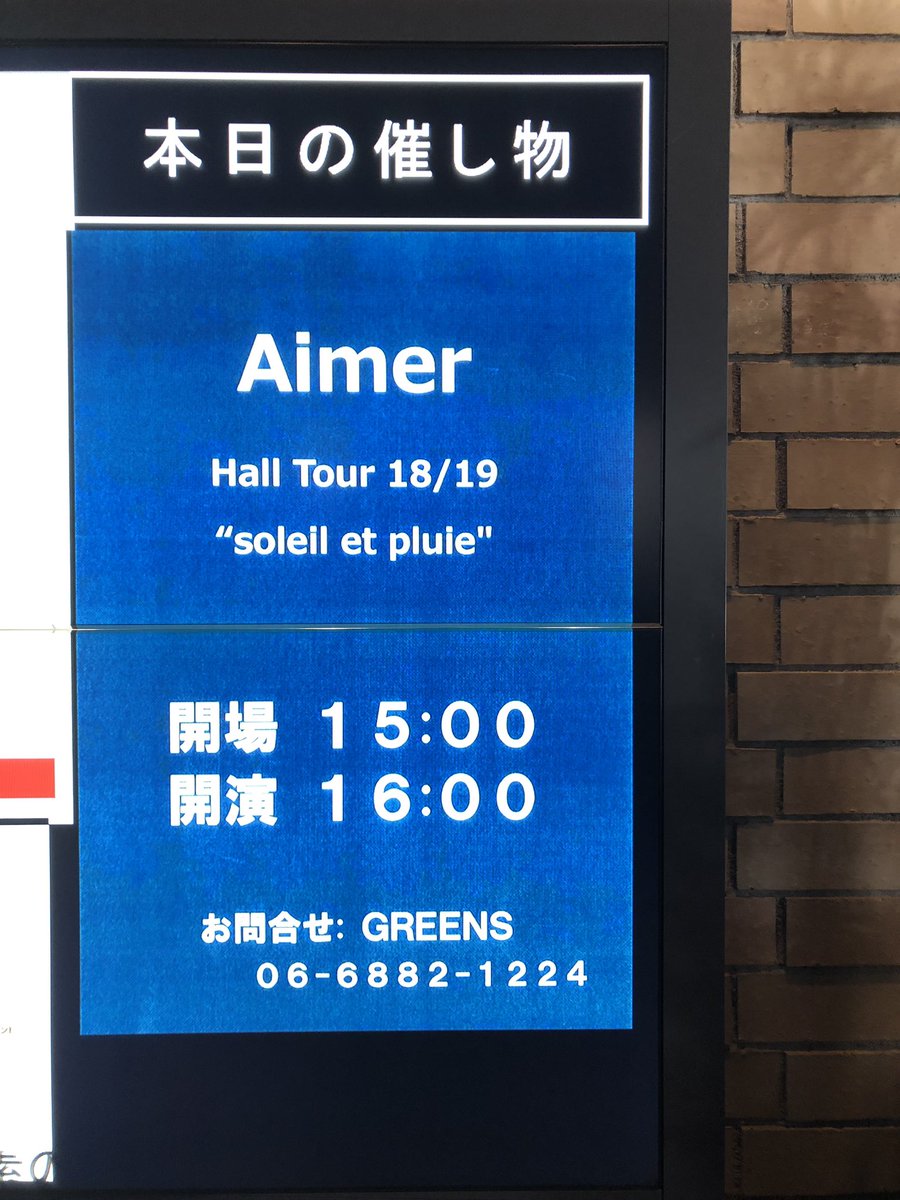 本日の催し物
Aimer
Hall Tour 18/19
“soleil et pluie"
開場 15:00
開演 16:00
お問合せ: GREENS
06-6882-1224